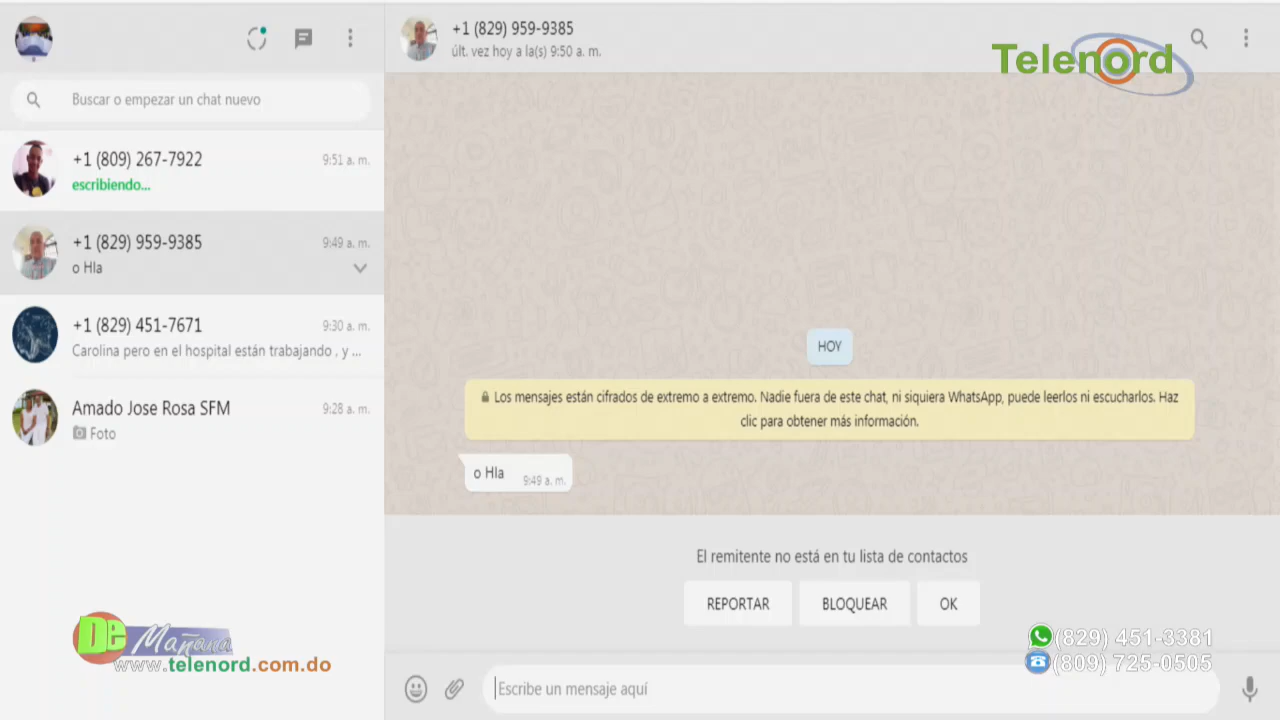 +1 (829) 959-9385
últ. vez hoy a la(s) 9:50 a. m.
Telenord
Buscar o empezar un chat nuevo
+1 (809) 267-7922
9:51 a. m.
escribiendo...
+1 (829) 959-9385
9:49 a. m.
o Hla
+1 (829) 451-7671
9:30 a. m.
Carolina pero en el hospital están trabajando , y ...
Amado Jose Rosa SFM
9:28 a. m.
Foto
HOY
Los mensajes están cifrados de extremo a extremo. Nadie fuera de este chat, ni siquiera WhatsApp, puede leerlos ni escucharlos. Haz
clic para obtener más información.
o Hla
9:49 a. m.
El remitente no está en tu lista de contactos
REPORTAR
BLOQUEAR
OK
De Mañana
www.telenord.com.do
(829) 451-3381
(809) 725-0505
Escribe un mensaje aquí